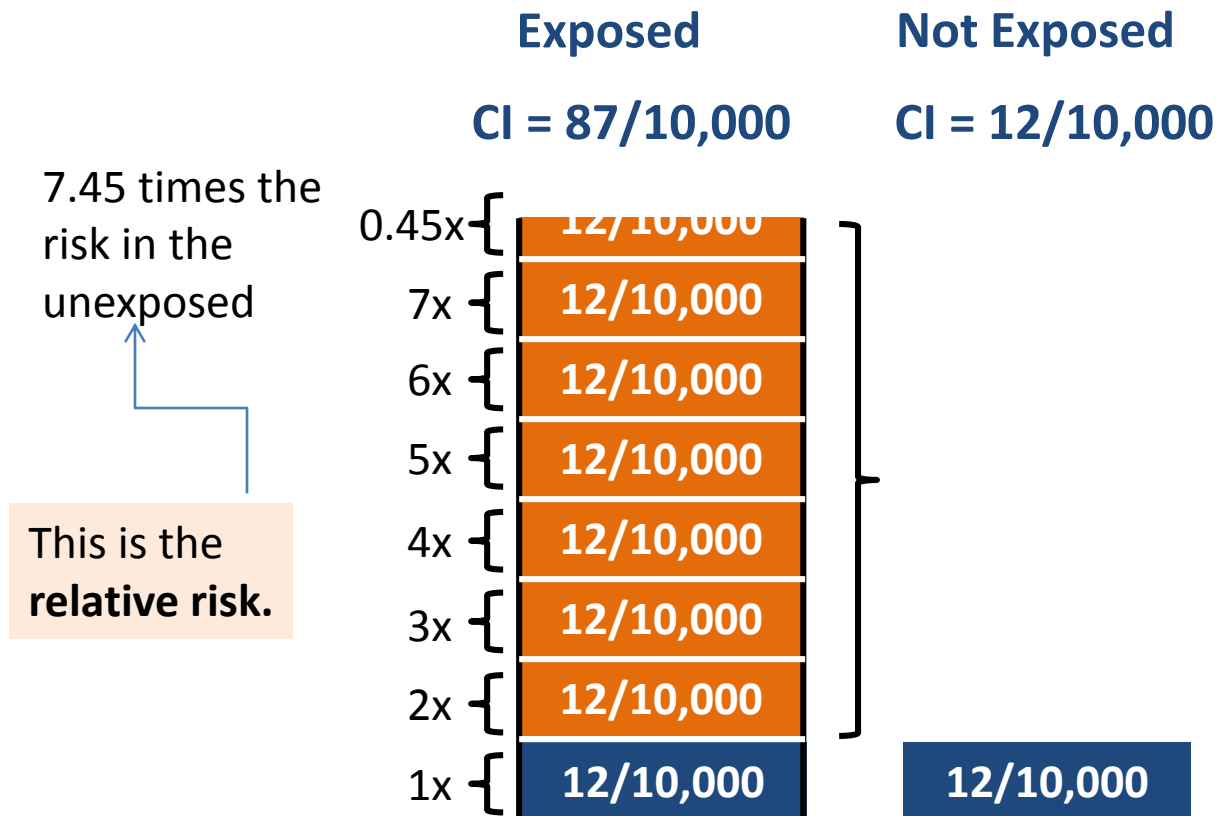 Exposed
Not Exposed
CI = 87/10,000
CI = 12/10,000
7.45 times the
risk in the
unexposed
This is the
relative risk.
0.45x
12/10,000
7x
12/10,000
6x
12/10,000
5x
12/10,000
4x
12/10,000
3x
12/10,000
2x
12/10,000
1x
12/10,000
12/10,000